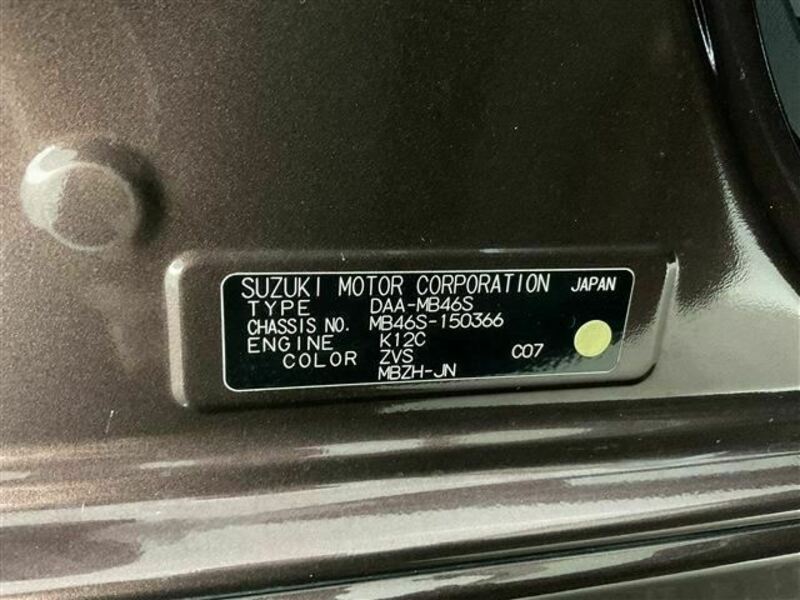 SUZUKI MOTOR CORPORATION JAPAN
TYPE DAA-MB46S
CHASSIS NO. MB46S-150366
ENGINE K12C
COLOR ZVS C07
MBZH-JN